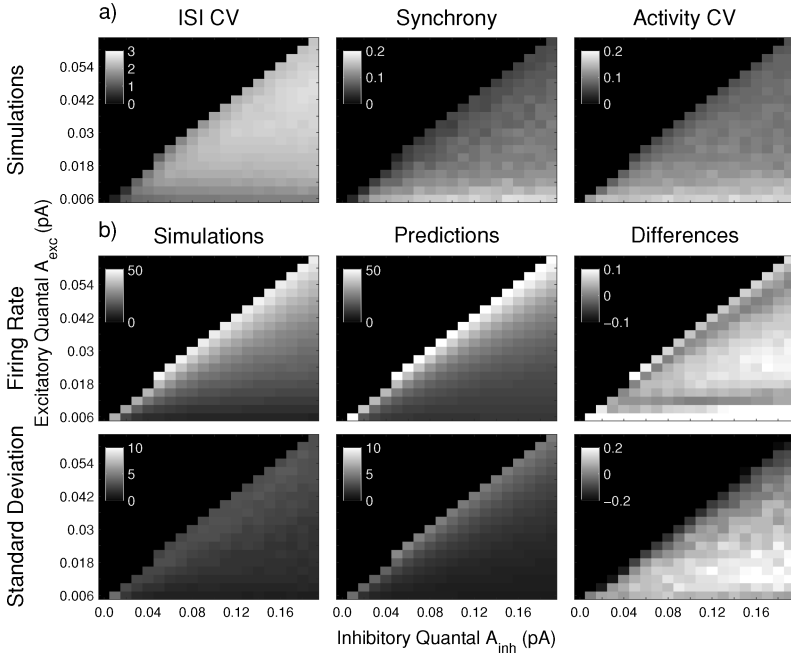 a)
ISI CV
Synchrony
Activity CV
Simulations
3
2
1
0
0.2
0.1
0
0.2
0.1
0
0.054
0.042
0.03
0.018
0.006
Excitatory Quantal Aexc (pA)
b)
Simulations
Predictions
Differences
Firing Rate
50
0
50
0
0.1
0
−0.1
0.054
0.042
0.03
0.018
0.006
Standard Deviation
10
5
0
10
5
0
0.2
0
−0.2
0.054
0.042
0.03
0.018
0.006
0.0 0.04 0.08 0.12 0.16
0.0 0.04 0.08 0.12 0.16
0.0 0.04 0.08 0.12 0.16
Inhibitory Quantal Ainh (pA)